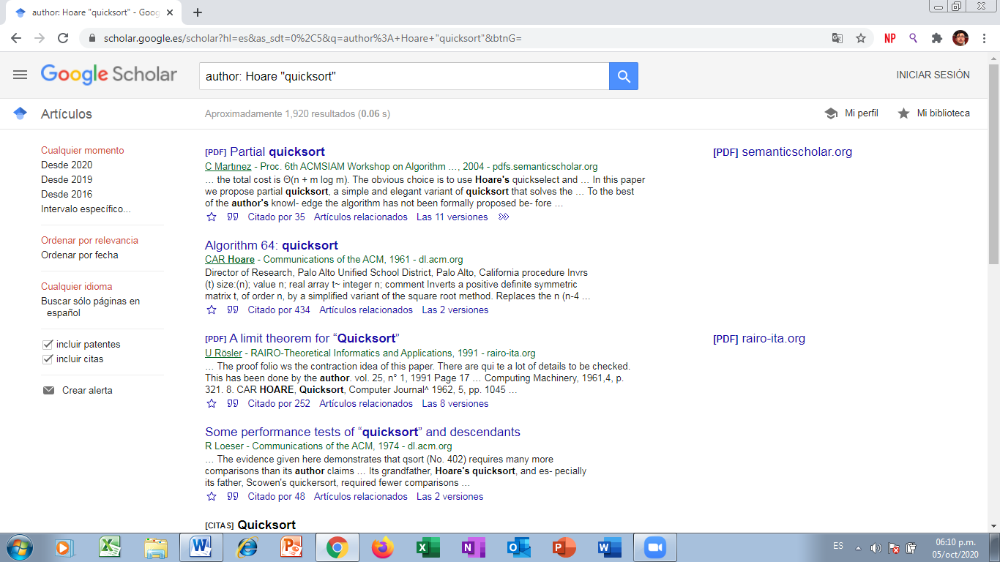 author: Hoare "quicksort" - Goog
scholar.google.es/scholar?hl=es&as_sdt=0%2C5&q=author%3A+Hoare+"quicksort"&btnG=
NP
Google Scholar
author: Hoare "quicksort"
INICIAR SESIÓN
Artículos
Aproximadamente 1,920 resultados (0.06 s)
Mi perfil
Mi biblioteca
Cualquier momento
Desde 2020
Desde 2019
Desde 2016
Intervalo específico...
Ordenar por relevancia
Ordenar por fecha
Cualquier idioma
Buscar sólo páginas en
español
incluir patentes
incluir citas
Crear alerta
[PDF] Partial quicksort
C Martınez - Proc. 6th ACMSIAM Workshop on Algorithm …, 2004 - pdfs.semanticscholar.org
… the total cost is Θ(n + m log m). The obvious choice is to use Hoare's quickselect and … In this paper
we propose partial quicksort, a simple and elegant variant of quicksort that solves the … To the best
of the author's knowl- edge the algorithm has not been formally proposed be- fore …
Citado por 35 Artículos relacionados Las 11 versiones
[PDF] semanticscholar.org
Algorithm 64: quicksort
CAR Hoare - Communications of the ACM, 1961 - dl.acm.org
Director of Research, Palo Alto Unified School District, Palo Alto, California procedure Invrs
(t) size:(n); value n; real array t~ integer n; comment Inverts a positive definite symmetric
matrix t, of order n, by a simplified variant of the square root method. Replaces the n (n-4 …
Citado por 434 Artículos relacionados Las 2 versiones
[PDF] A limit theorem for “Quicksort”
U Rösler - RAIRO-Theoretical Informatics and Applications, 1991 - rairo-ita.org
… The proof folio ws the contraction idea of this paper. There are qui te a lot of details to be checked.
This has been done by the author. vol. 25, n° 1, 1991 Page 17 … Computing Machinery, 1961,4, p.
321. 8. CAR HOARE, Quicksort, Computer Journal^ 1962, 5, pp. 1045 …
Citado por 252 Artículos relacionados Las 8 versiones
[PDF] rairo-ita.org
Some performance tests of “quicksort” and descendants
R Loeser - Communications of the ACM, 1974 - dl.acm.org
… The evidence given here demonstrates that qsort (No. 402) requires many more
comparisons than its author claims … Its grandfather, Hoare's quicksort, and es- pecially
its father, Scowen's quickersort, required fewer comparisons …
Citado por 48 Artículos relacionados Las 2 versiones
[CITAS] Quicksort
ES
06:10 p.m.
05/oct/2020